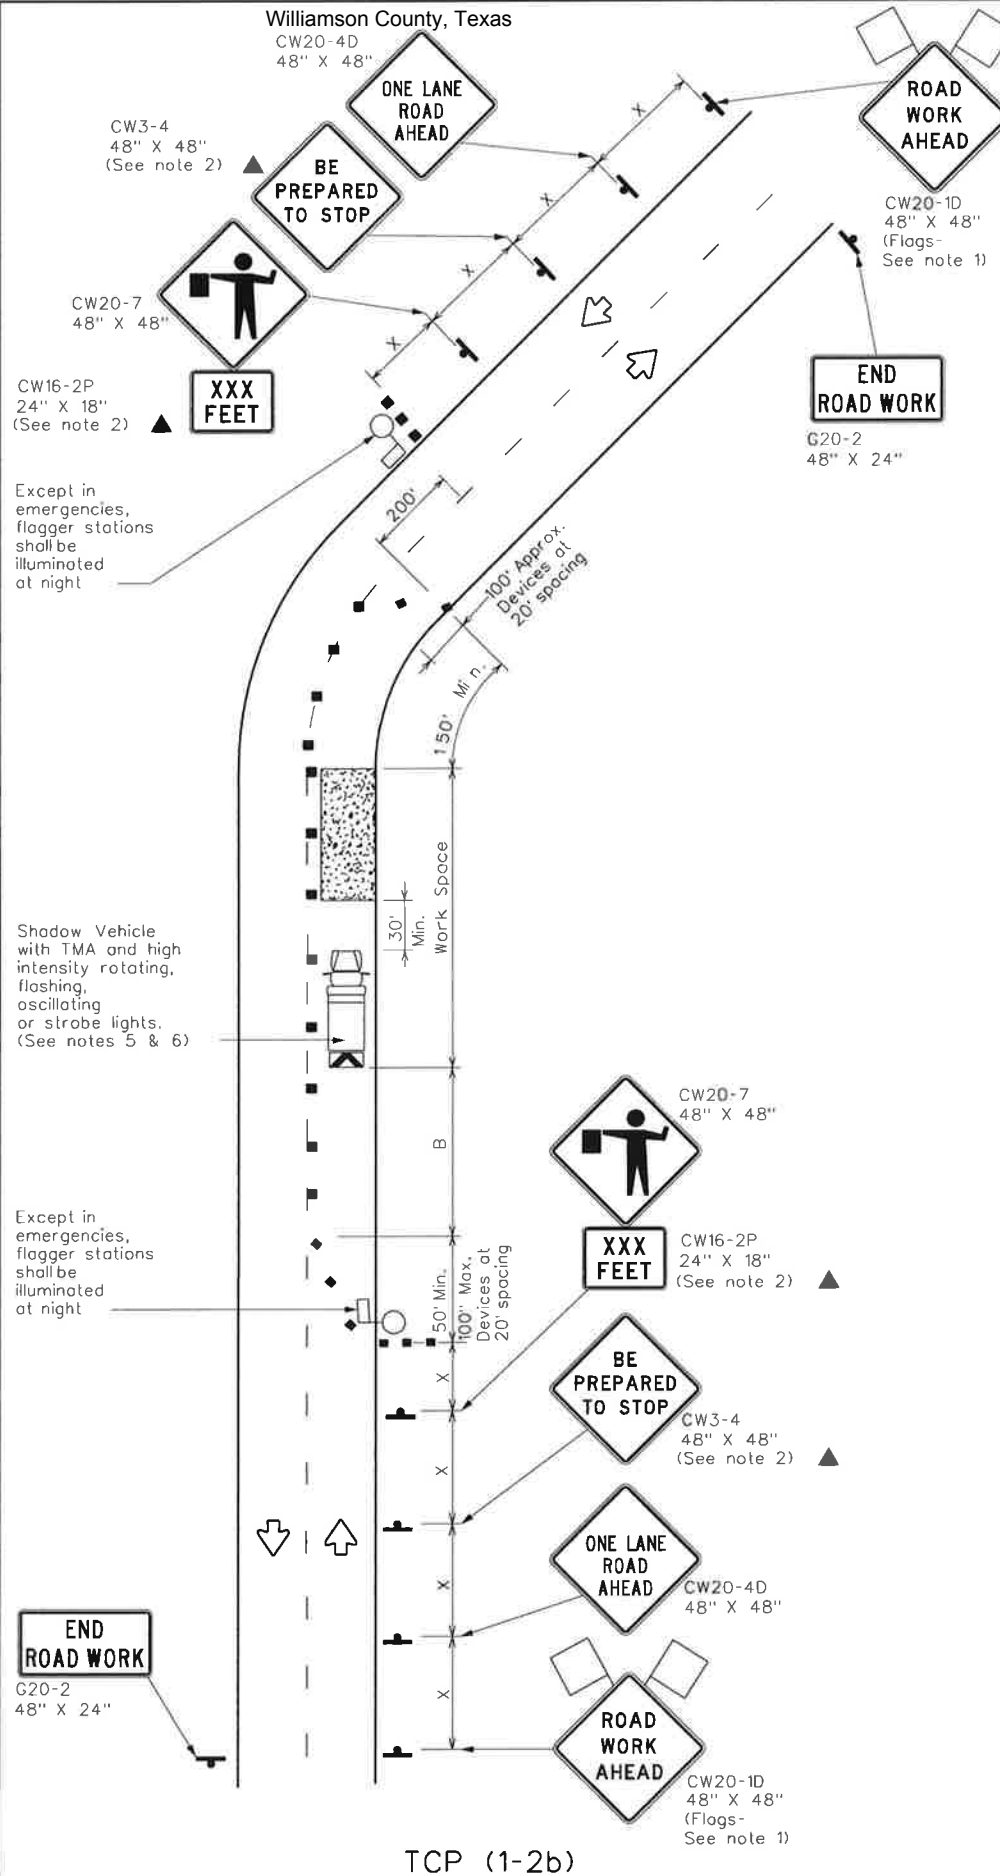 Williamson County, Texas
CW20-4D
48" X 48"
ONE LANE
ROAD
AHEAD
ROAD
WORK
AHEAD
CW20-1D
48" X 48"
(Flags-
See note 1)
CW3-4
48" X 48"
(See note 2)
BE
PREPARED
TO STOP
X
X
X
X
CW20-7
48" X 48"
CW16-2P
24" X 18"
(See note 2)
XXX
FEET
END
ROAD WORK
G20-2
48" X 24"
Except in
emergencies,
flagger stations
shall be
illuminated
at night
200'
100' Approx.
Devices at
20' spacing
150' Min.
Work Space
30'
Min.
Shadow Vehicle
with TMA and high
intensity rotating,
flashing,
oscillating
or strobe lights.
(See notes 5 & 6)
B
CW20-7
48" X 48"
XXX
FEET
CW16-2P
24" X 18"
(See note 2)
Except in
emergencies,
flagger stations
shall be
illuminated
at night
50' Min.
100" Max.
Devices at
20' spacing
X
BE
PREPARED
TO STOP
CW3-4
48" X 48"
(See note 2)
X
ONE LANE
ROAD
AHEAD
CW20-4D
48" X 48"
X
END
ROAD WORK
G20-2
48" X 24"
X
ROAD
WORK
AHEAD
CW20-1D
48" X 48"
(Flags-
See note 1)
TCP (1-2b)